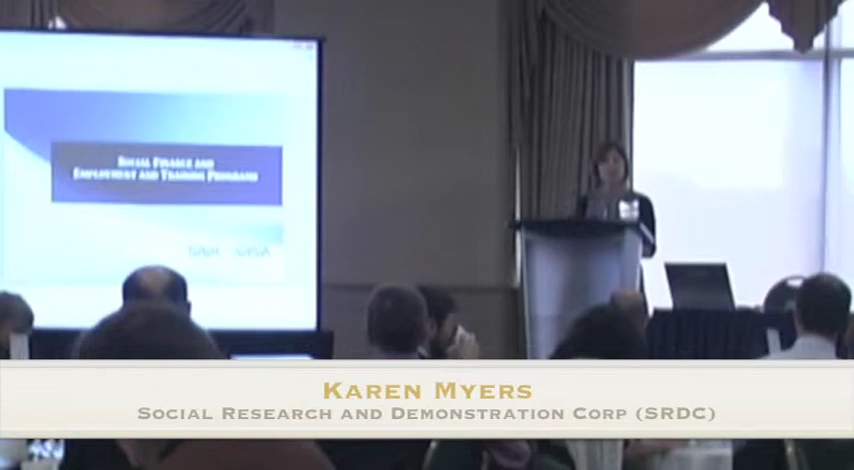 Social Finance and
Employment and Training Programs
Karen Myers
Social Research and Demonstration Corp (SRDC)